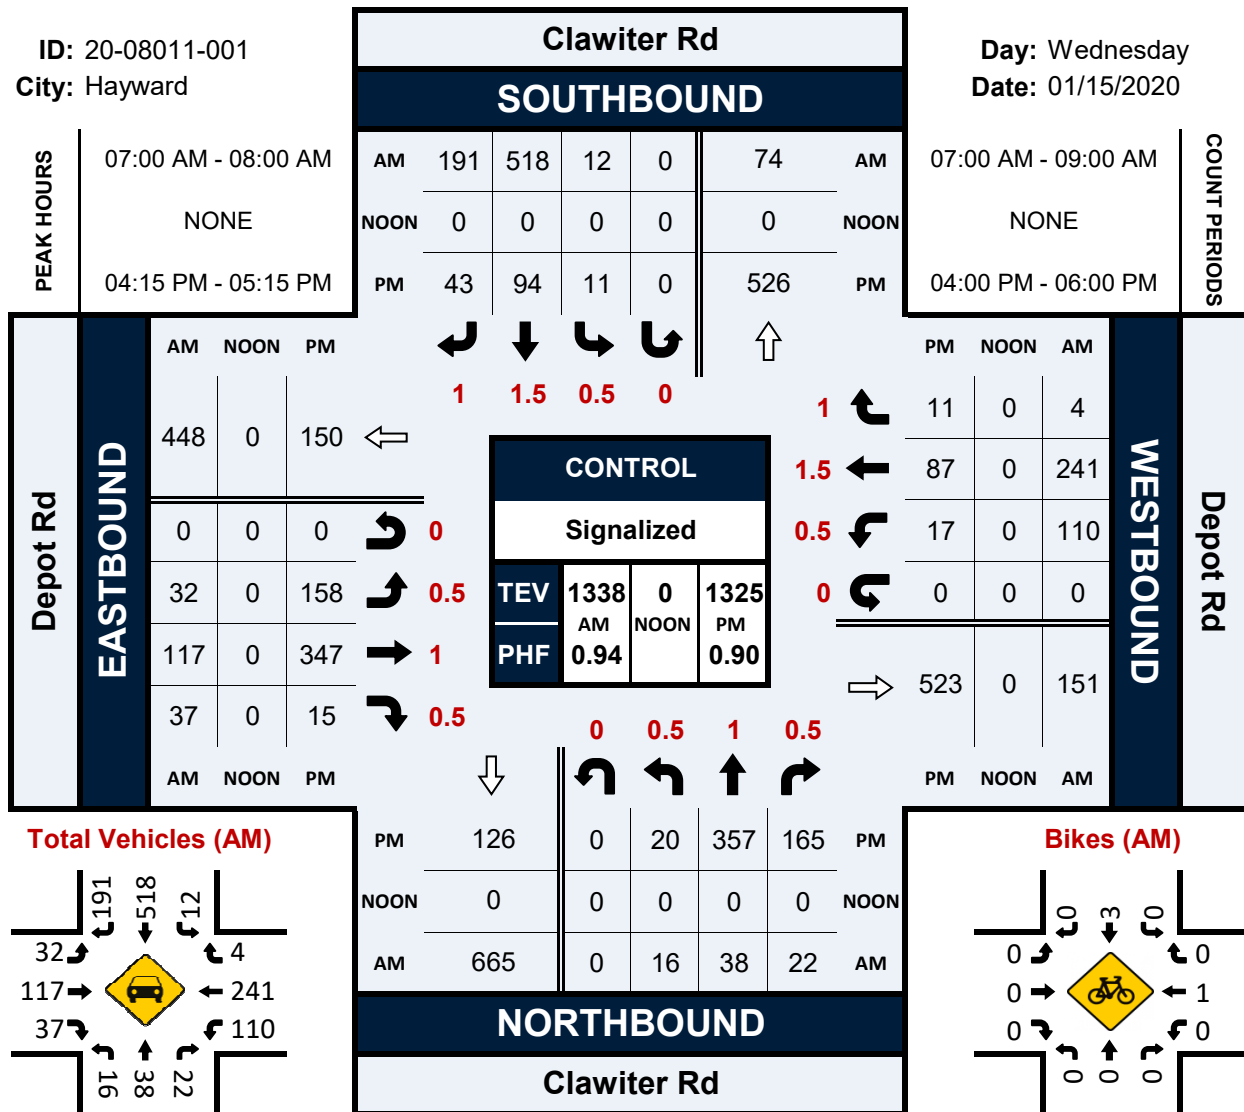 Clawiter Rd
ID: 20-08011-001
City: Hayward
Day: Wednesday
Date: 01/15/2020
SOUTHBOUND
PEAK HOURS
07:00 AM - 08:00 AM
NONE
04:15 PM - 05:15 PM
AM 191 518 12 0 74 AM
NOON 0 0 0 0 0 NOON
PM 43 94 11 0 526 PM
07:00 AM - 09:00 AM
NONE
04:00 PM - 06:00 PM
COUNT PERIODS
1 1.5 0.5 0
Depot Rd
EASTBOUND
AM NOON PM
448 0 150
0 0 0 0
32 0 158 0.5
117 0 347 1
37 0 15 0.5
AM NOON PM
CONTROL
Signalized
TEV 1338 0 1325
AM NOON PM
PHF 0.94 0.90
PM NOON AM
1 11 0 4
1.5 87 0 241
0.5 17 0 110
0 0 0 0
523 0 151
PM NOON AM
WESTBOUND
Depot Rd
0 0.5 1 0.5
PM 126 0 20 357 165 PM
NOON 0 0 0 0 0 NOON
AM 665 0 16 38 22 AM
NORTHBOUND
Clawiter Rd
Total Vehicles (AM)
191 518 12
32 4
117 241
37 110
16 38 22
Bikes (AM)
0 3 0
0 0
0 1
0 0
0 0 0